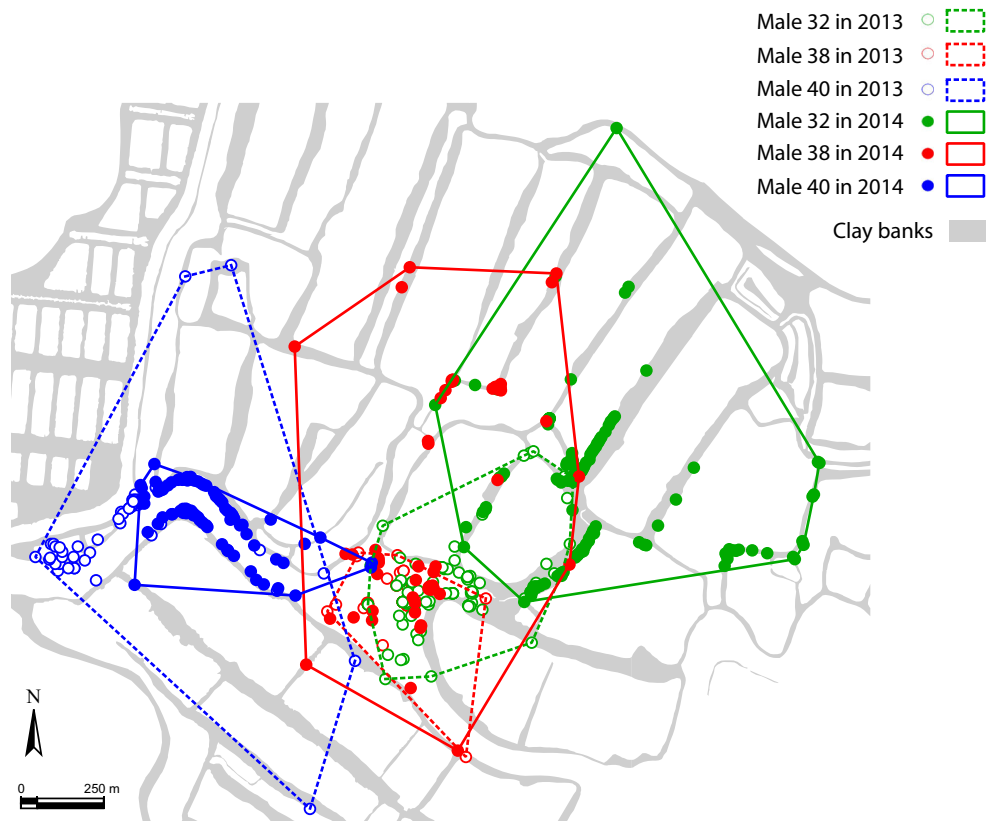 Male 32 in 2013
Male 38 in 2013
Male 40 in 2013
Male 32 in 2014
Male 38 in 2014
Male 40 in 2014
Clay banks
N
0 250 m